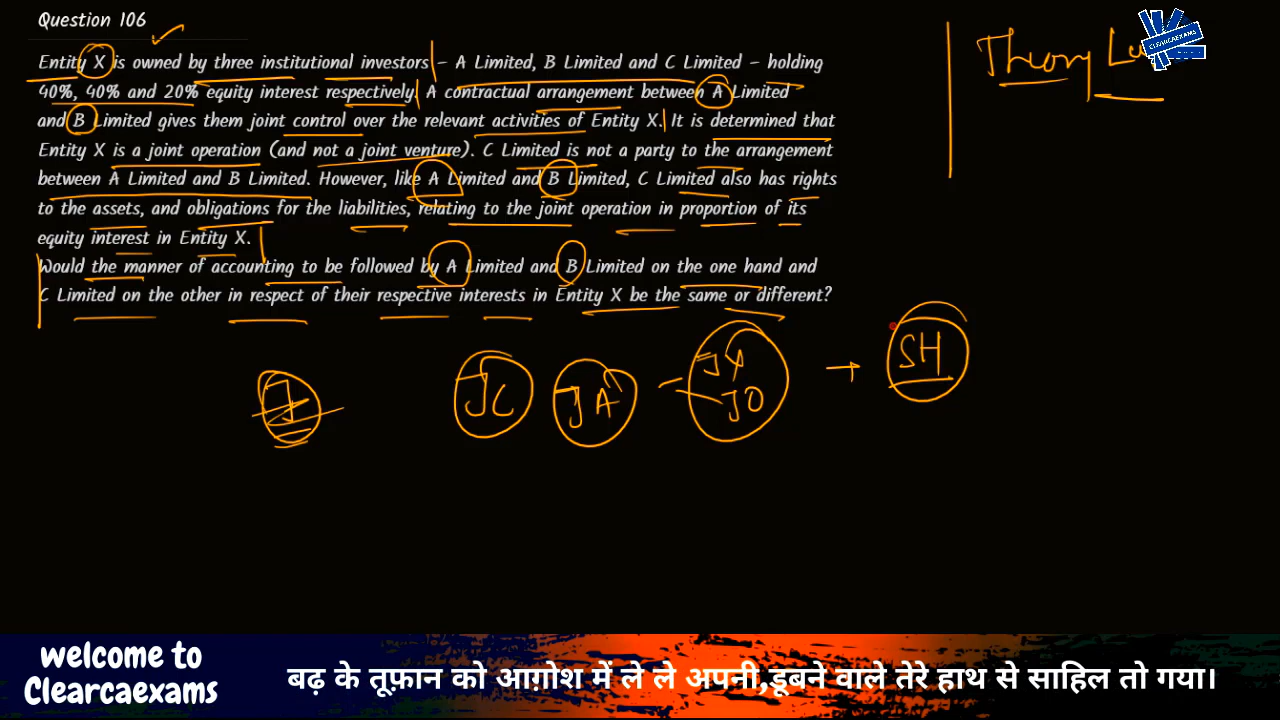 Question 106
Entity X is owned by three institutional investors – A Limited, B Limited and C Limited – holding
40%, 40% and 20% equity interest respectively. A contractual arrangement between A Limited
and B Limited gives them joint control over the relevant activities of Entity X. It is determined that
Entity X is a joint operation (and not a joint venture). C Limited is not a party to the arrangement
between A Limited and B Limited. However, like A Limited and B Limited, C Limited also has rights
to the assets, and obligations for the liabilities, relating to the joint operation in proportion of its
equity interest in Entity X.
Would the manner of accounting to be followed by A Limited and B Limited on the one hand and
C Limited on the other in respect of their respective interests in Entity X be the same or different?
Theory
CLEARCAEXAMS
JC JA JV → SH
JO
welcome to
Clearcaexams
बढ़ के तूफ़ान को आग़ोश में ले ले अपनी,डूबने वाले तेरे हाथ से साहिल तो गया।